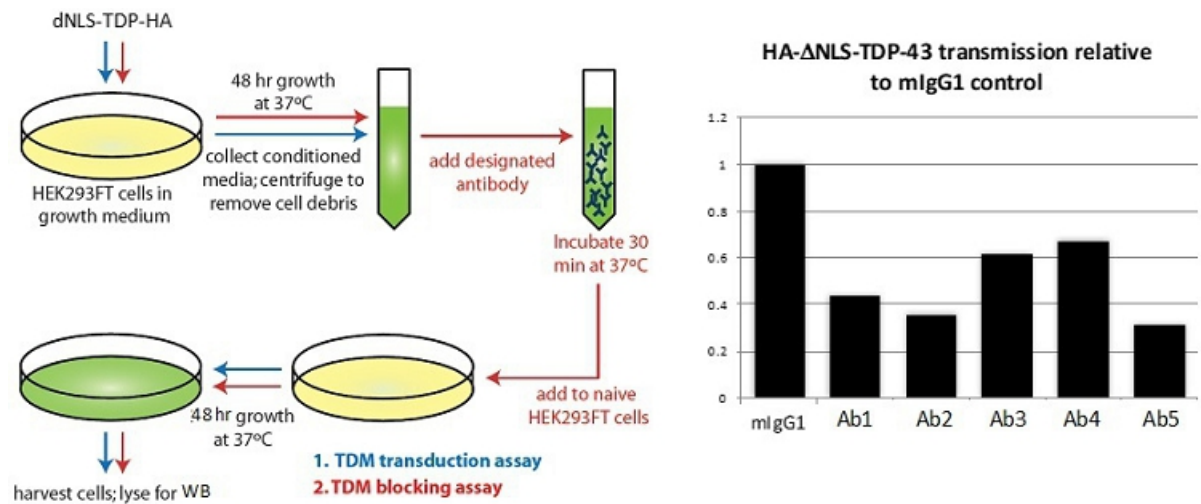 dNLS-TDP-HA
48 hr growth
at 37ºC
collect conditioned
media; centrifuge to
remove cell debris
HEK293FT cells in
growth medium
add designated
antibody
Incubate 30
min at 37ºC
add to naive
HEK293FT cells
48 hr growth
at 37ºC
harvest cells; lyse for WB
1. TDM transduction assay
2. TDM blocking assay
HA-ΔNLS-TDP-43 transmission relative
to mIgG1 control
1.2
1
0.8
0.6
0.4
0.2
0
mIgG1 Ab1 Ab2 Ab3 Ab4 Ab5